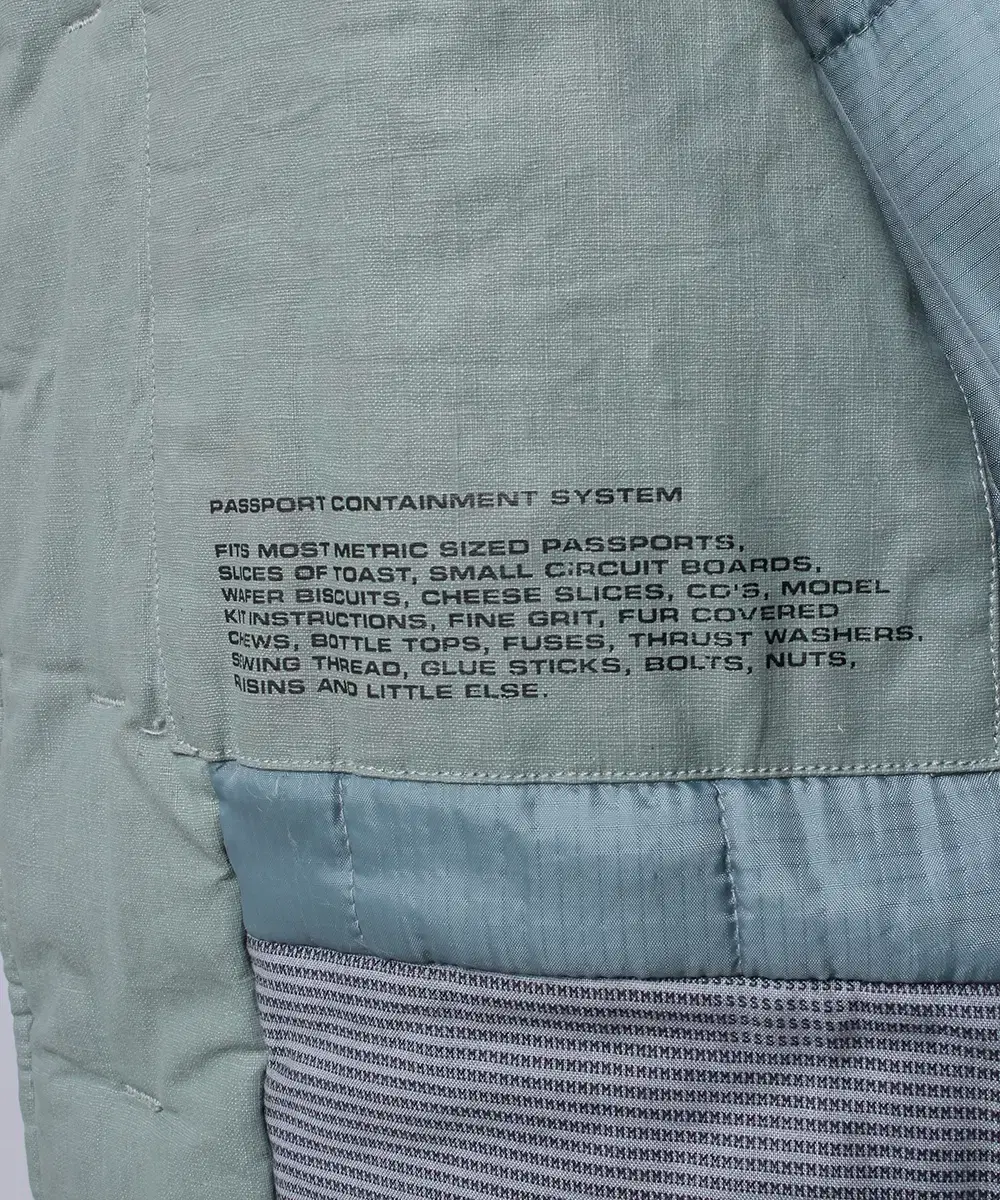 PASSPORT CONTAINMENT SYSTEM
FITS MOST METRIC SIZED PASSPORTS,
SLICES OF TOAST, SMALL CIRCUIT BOARDS,
WAFER BISCUITS, CHEESE SLICES, CD'S, MODEL
KIT INSTRUCTIONS, FINE GRIT, FUR COVERED
CHEWS, BOTTLE TOPS, FUSES, THRUST WASHERS,
SWING THREAD, GLUE STICKS, BOLTS, NUTS,
RISINS AND LITTLE ELSE.